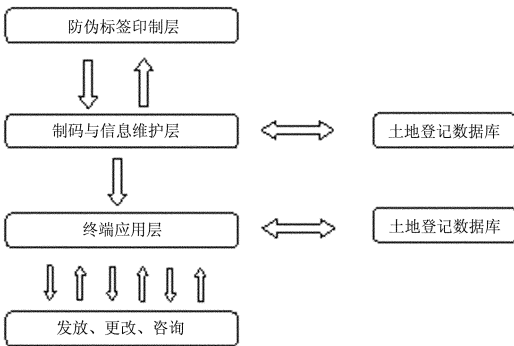 防伪标签印制层
制码与信息维护层
土地登记数据库
终端应用层
土地登记数据库
发放、更改、咨询